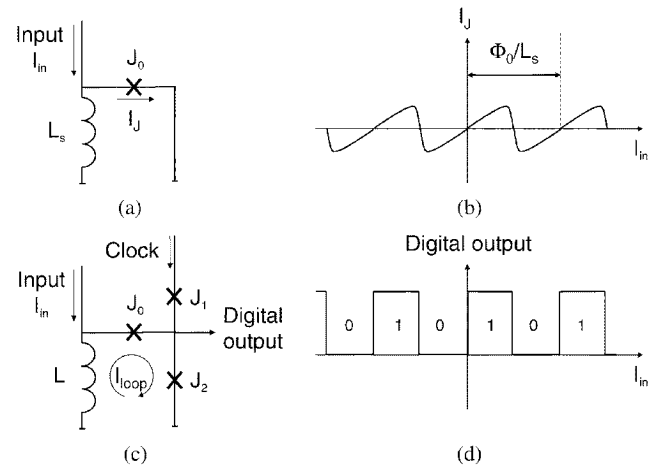 Input
I_in
J_0
I_J
L_s
(a)
I_J
Φ_0/L_s
I_in
(b)
Clock
Input
I_in
J_0
J_1
Digital
output
L
I_loop
J_2
(c)
Digital output
0 1 0 1 0 1
I_in
(d)